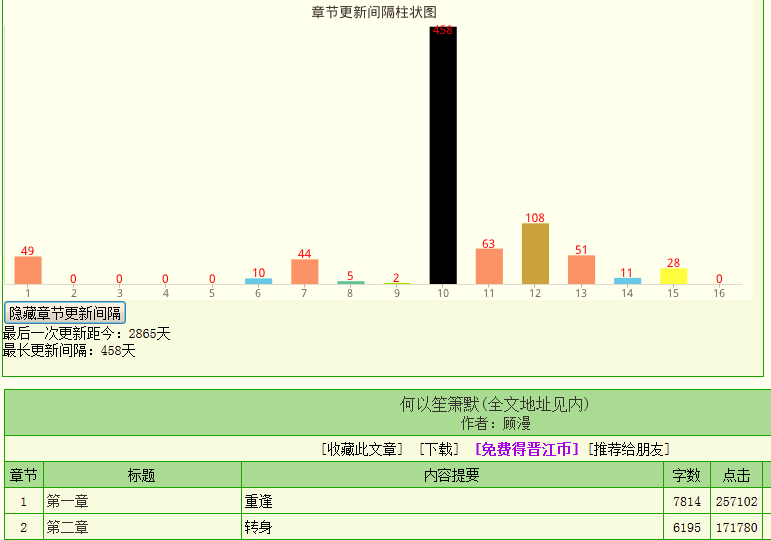 章节更新间隔柱状图
458
49 0 0 0 0 10 44 5 2 63 108 51 11 28 0
1 2 3 4 5 6 7 8 9 10 11 12 13 14 15 16
隐藏章节更新间隔
最后一次更新距今：2865天
最长更新间隔：458天
何以笙箫默(全文地址见内)
作者：顾漫
[收藏此文章] [下载] [免费得晋江币] [推荐给朋友]
章节 标题 内容提要 字数 点击
1 第一章 重逢 7814 257102
2 第二章 转身 6195 171780